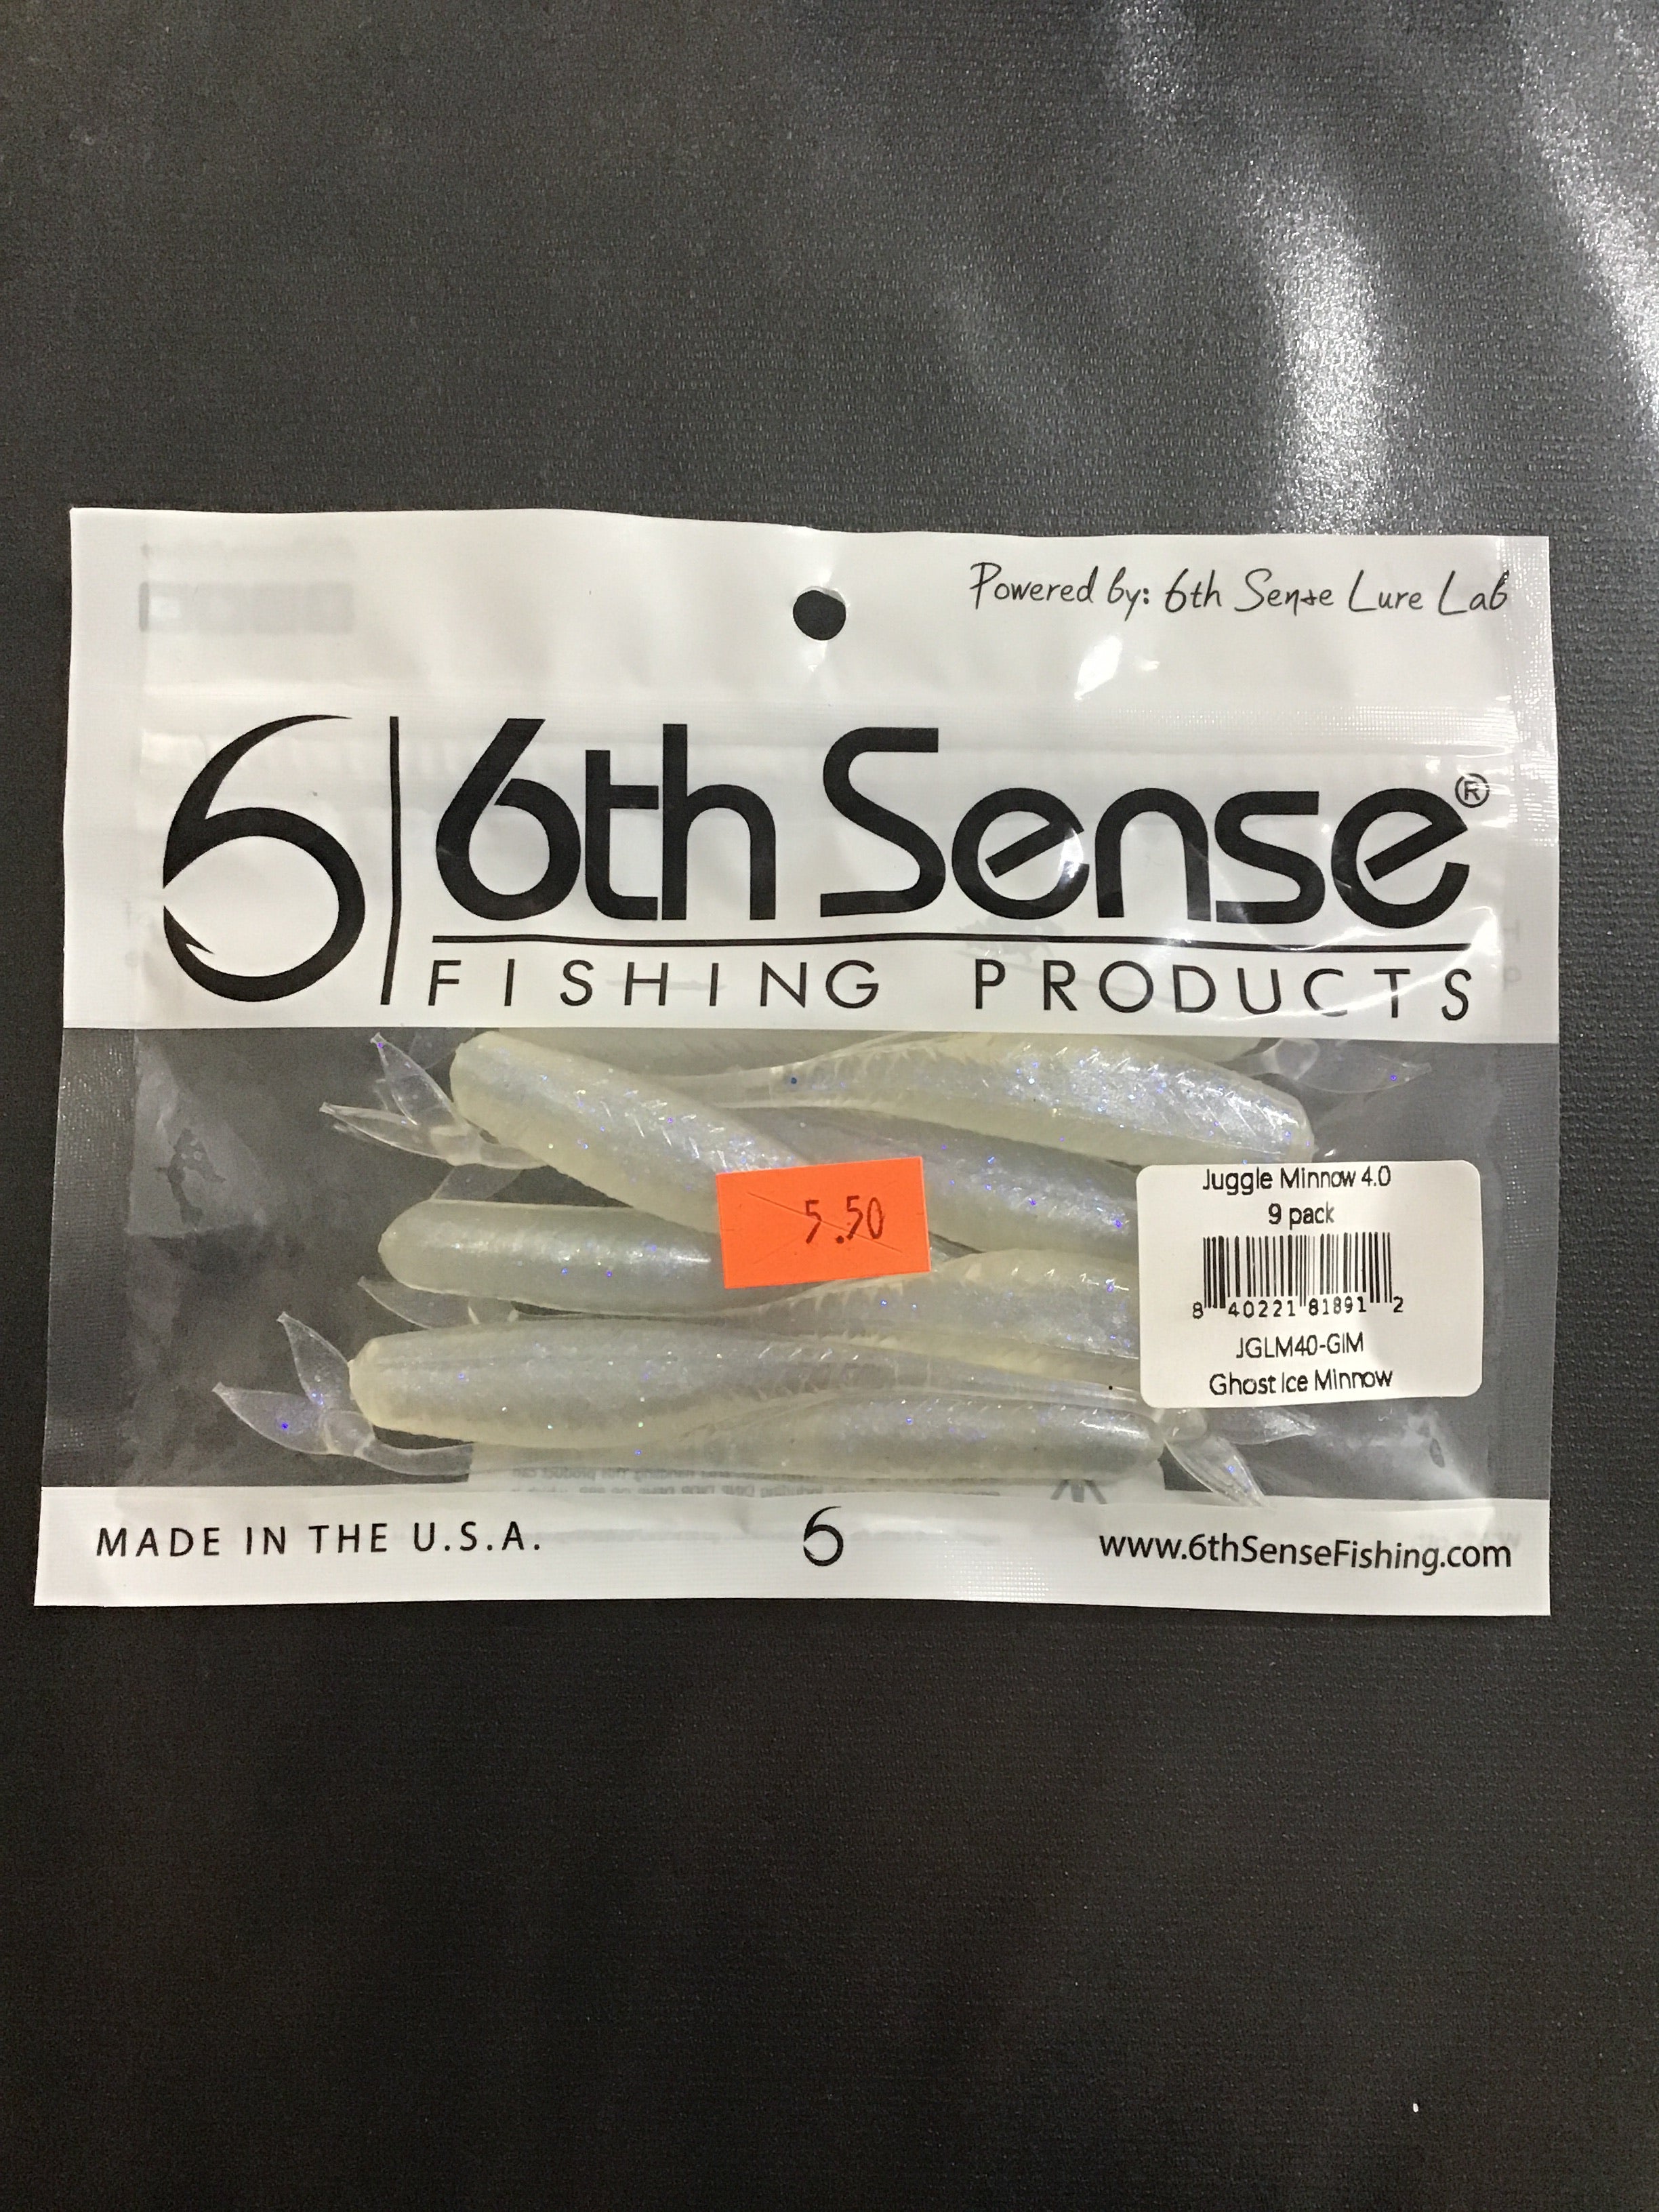 Powered by: 6th Sense Lure Lab
6 6th Sense®
FISHING PRODUCTS
5.50
Juggle Minnow 4.0
9 pack
8 40221 81891 2
JGLM40-GIM
Ghost Ice Minnow
MADE IN THE U.S.A. 6 www.6thSenseFishing.com